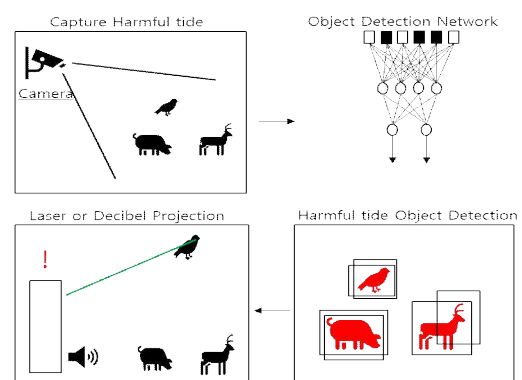 Capture Harmful tide
Object Detection Network
Camera
Laser or Decibel Projection
Harmful tide Object Detection
!